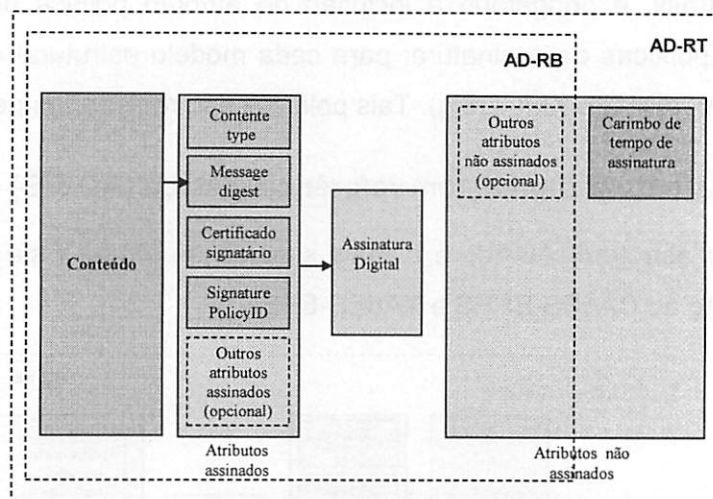 AD-RT
AD-RB
Contente
type
Message
digest
Certificado
signatário
Signature
PolicyID
Outros
atributos
assinados
(opcional)
Conteúdo
Assinatura
Digital
Outros
atributos
não assinados
(opcional)
Carimbo de
tempo de
assinatura
Atributos
assinados
Atributos não
assinados